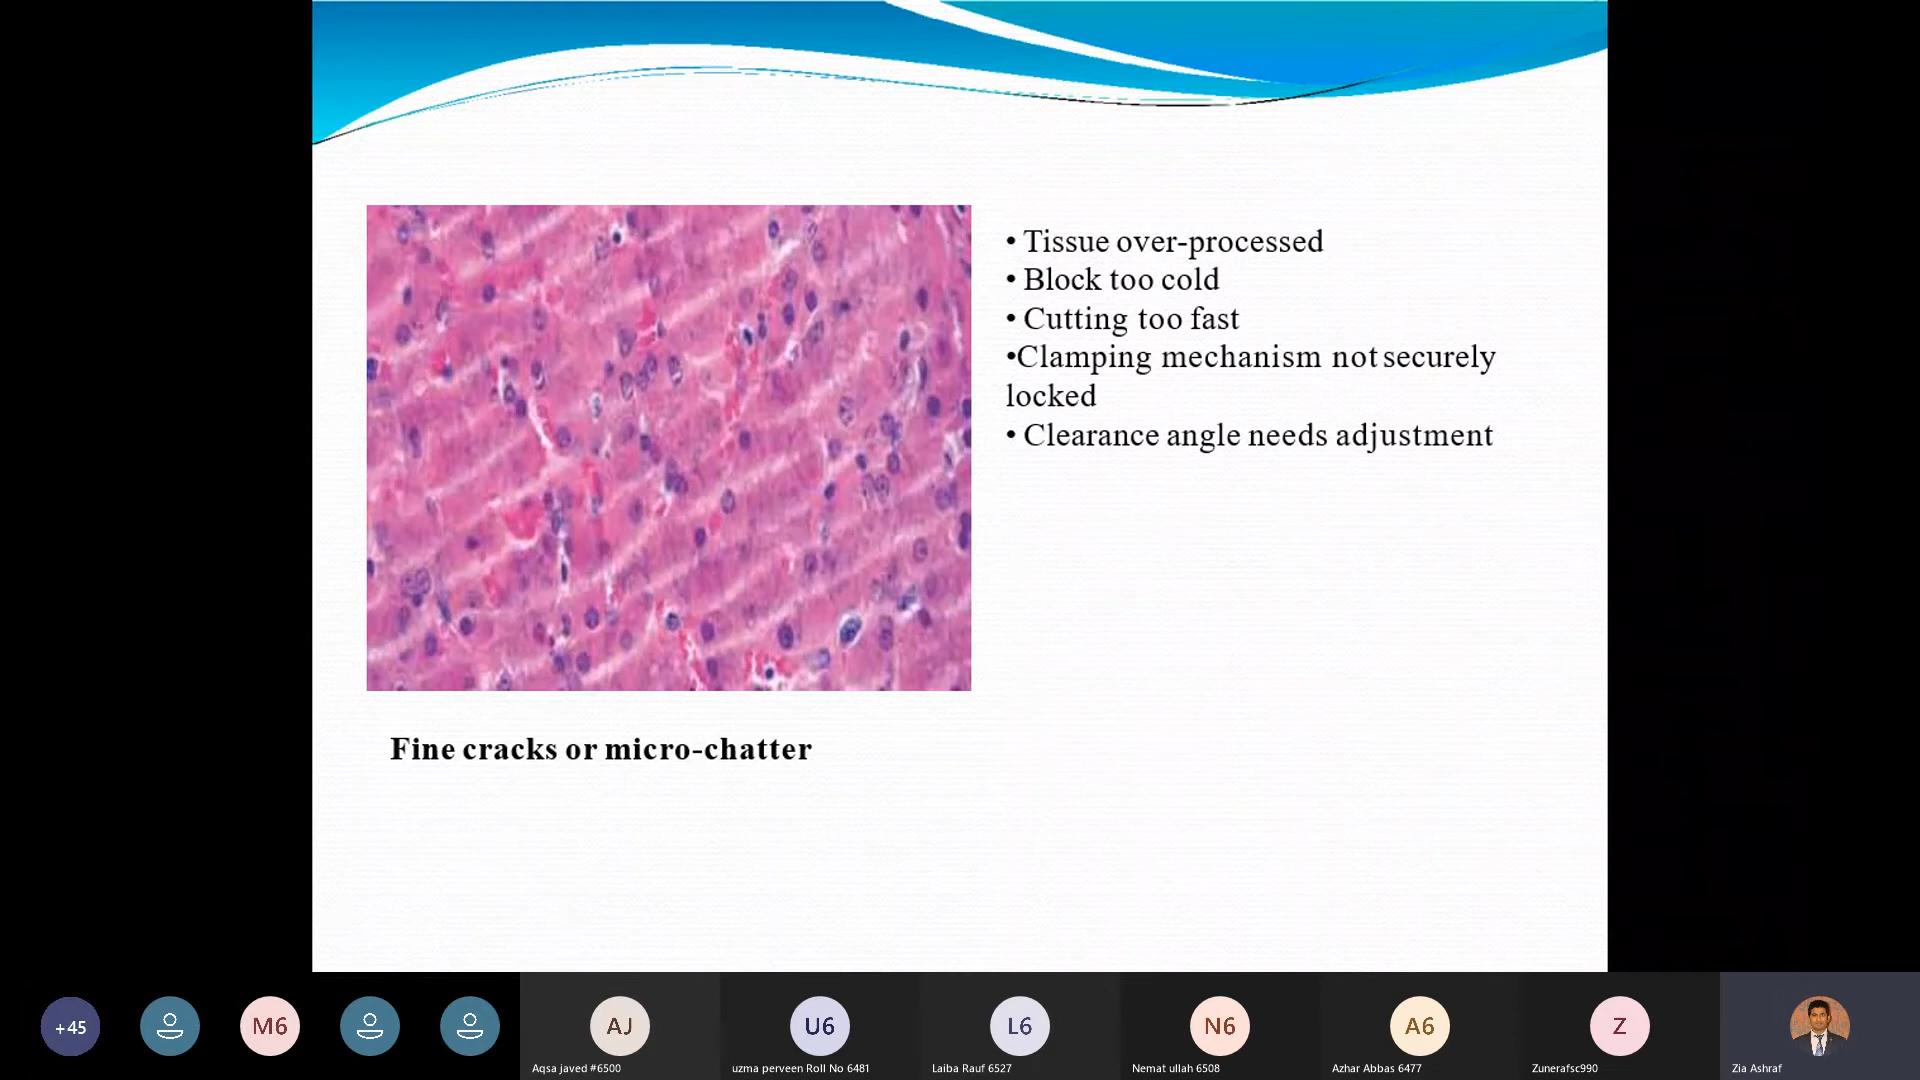 • Tissue over-processed
• Block too cold
• Cutting too fast
•Clamping mechanism not securely
locked
• Clearance angle needs adjustment
Fine cracks or micro-chatter
+45
M6
AJ
U6
L6
N6
A6
Z
Aqsa javed #6500
uzma perveen Roll No 6481
Laiba Rauf 6527
Nemat ullah 6508
Azhar Abbas 6477
Zunerafsc990
Zia Ashraf